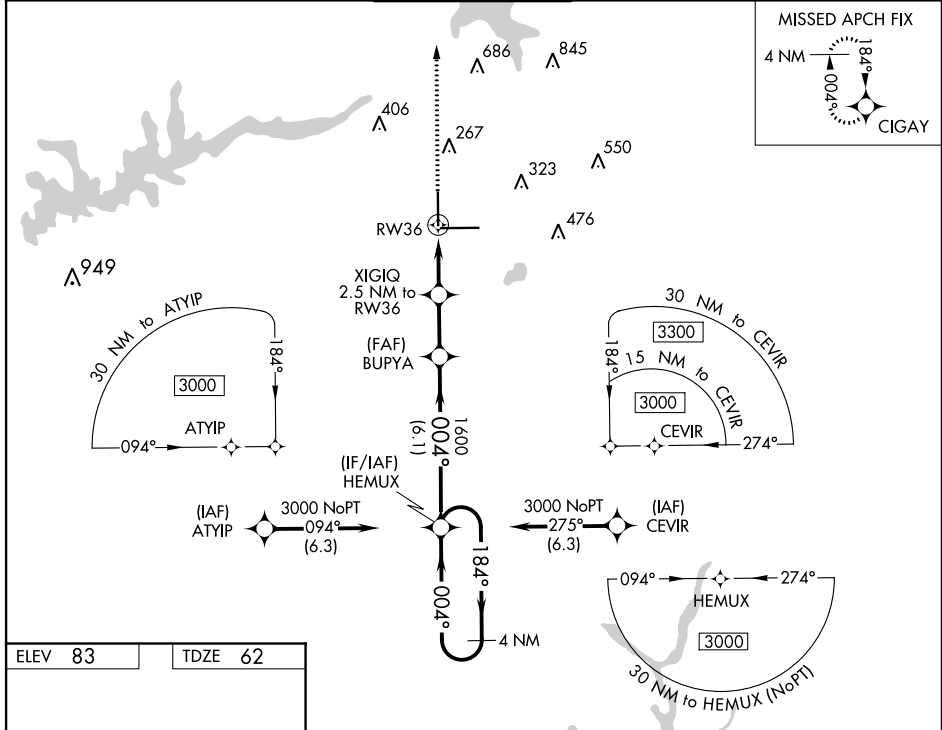 MISSED APCH FIX
4 NM
184°
004°
CIGAY
686
845
406
267
550
323
476
949
RW36
XIGIQ
2.5 NM to
RW36
(FAF)
BUPYA
1600
004°
(6.1)
(IF/IAF)
HEMUX
30 NM to ATYIP
184°
3000
ATYIP
094°
30 NM to CEVIR
3300
184°
15 NM to CEVIR
3000
CEVIR
274°
(IAF)
ATYIP
3000 NoPT
094°
(6.3)
3000 NoPT
275°
(6.3)
(IAF)
CEVIR
184°
004°
4 NM
094°
274°
HEMUX
3000
30 NM to HEMUX (NoPT)
ELEV 83
TDZE 62